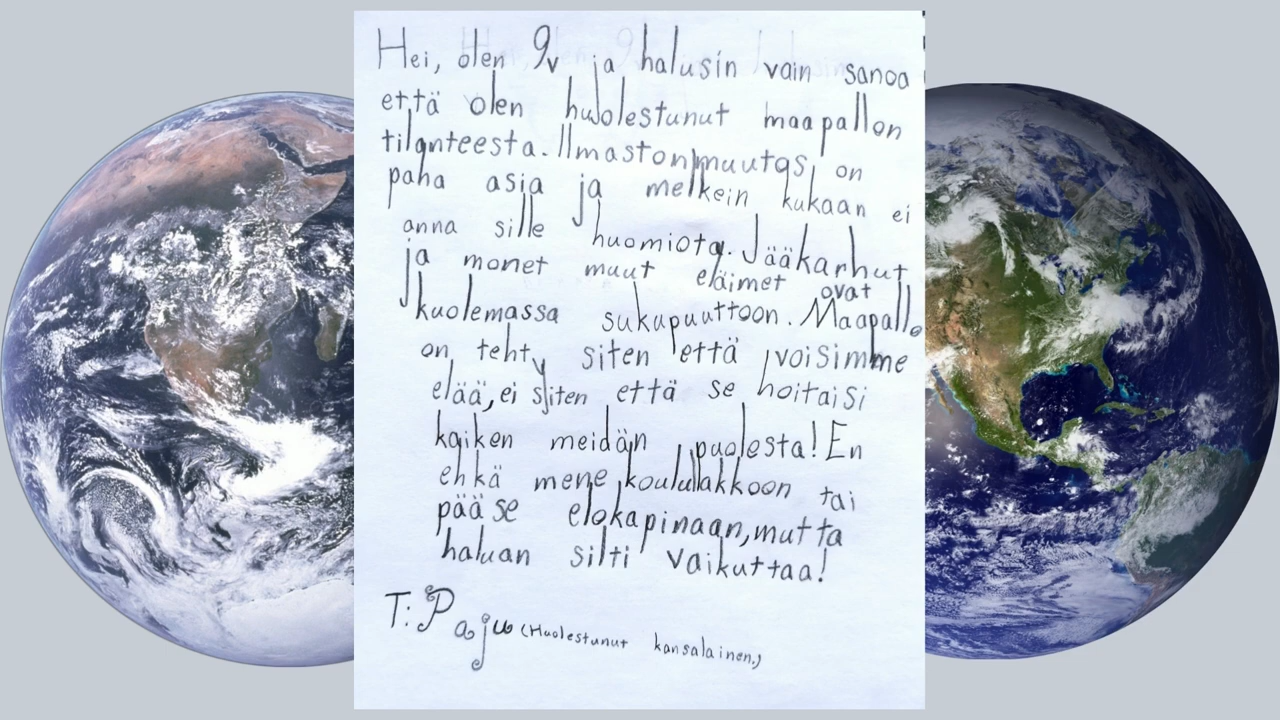 Hei, olen 9v ja halusin vain sanoa
että olen huolestunut maapallon
tilanteesta. Ilmastonmuutos on
paha asia ja melkein kukaan ei
anna sille huomiota. Jääkarhut
ja monet muut eläimet ovat
kuolemassa sukupuuttoon. Maapallo
on tehty siten että voisimme
elää, ei siten että se hoitaisi
kaiken meidän puolesta! En
ehkä mene koululakkoon tai
pääse elokapinaan, mutta
haluan silti vaikuttaa!
T: Paju (Huolestunut kansalainen,)